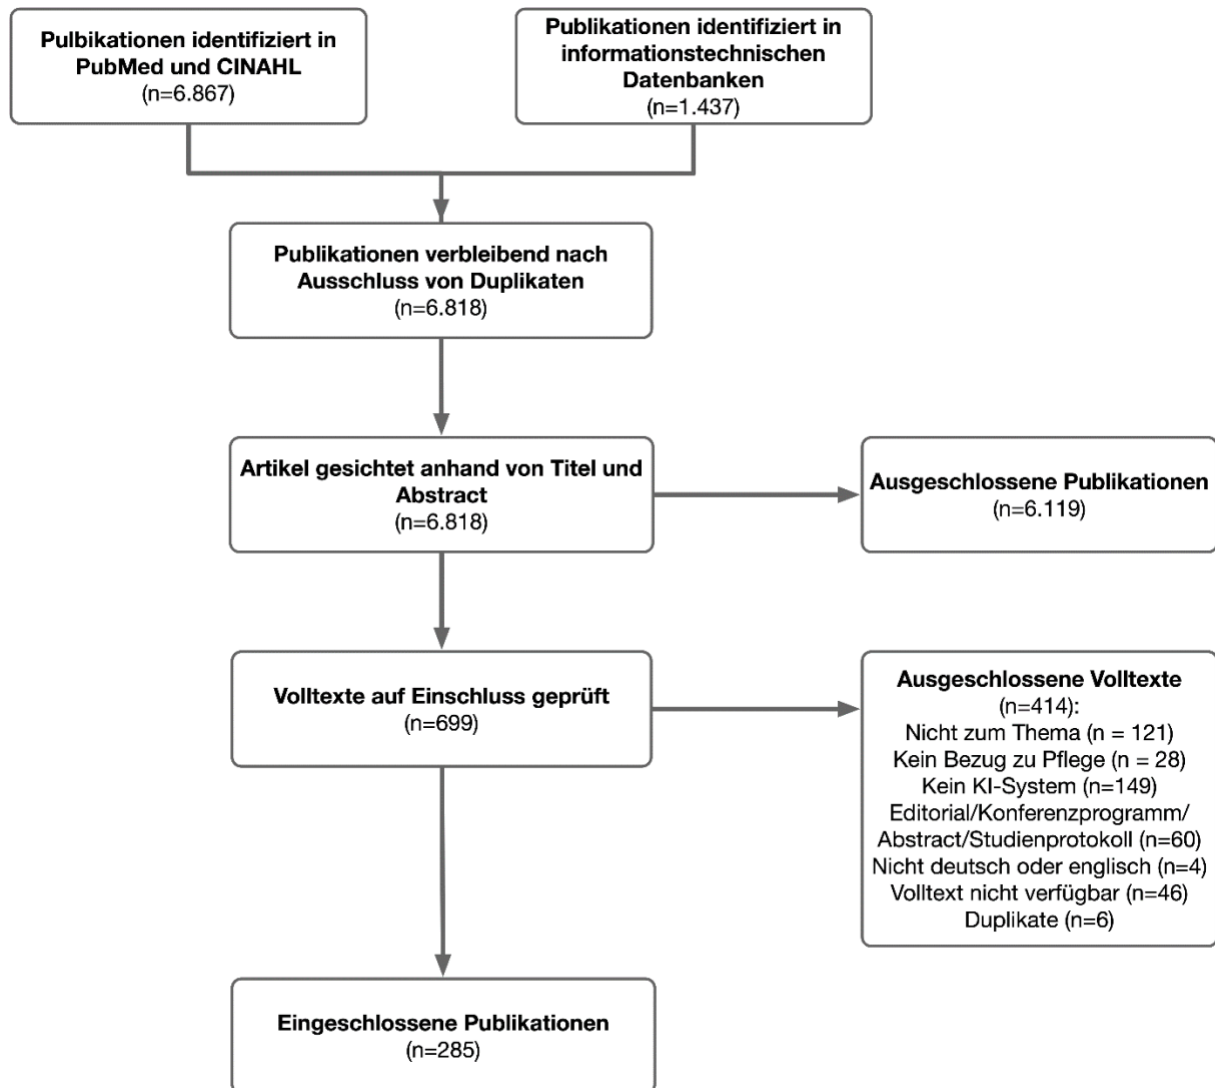 Pulbikationen identifiziert in
PubMed und CINAHL
(n=6.867)
Publikationen identifiziert in
informationstechnischen
Datenbanken
(n=1.437)
Publikationen verbleibend nach
Ausschluss von Duplikaten
(n=6.818)
Artikel gesichtet anhand von Titel und
Abstract
(n=6.818)
Ausgeschlossene Publikationen
(n=6.119)
Volltexte auf Einschluss geprüft
(n=699)
Ausgeschlossene Volltexte
(n=414):
Nicht zum Thema (n = 121)
Kein Bezug zu Pflege (n = 28)
Kein KI-System (n=149)
Editorial/Konferenzprogramm/
Abstract/Studienprotokoll (n=60)
Nicht deutsch oder englisch (n=4)
Volltext nicht verfügbar (n=46)
Duplikate (n=6)
Eingeschlossene Publikationen
(n=285)